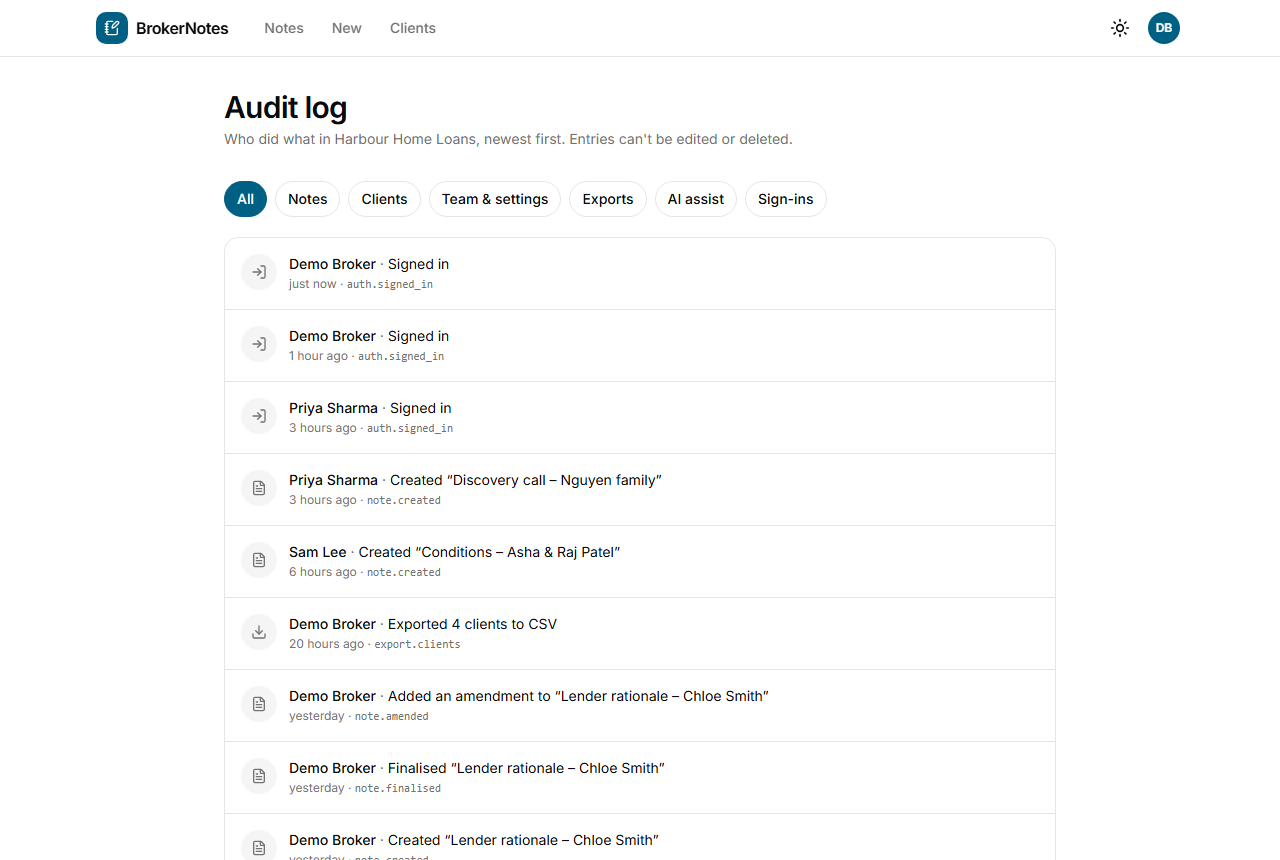 BrokerNotes Notes New Clients DB
Audit log
Who did what in Harbour Home Loans, newest first. Entries can't be edited or deleted.
All Notes Clients Team & settings Exports AI assist Sign-ins
Demo Broker · Signed in
just now · auth.signed_in
Demo Broker · Signed in
1 hour ago · auth.signed_in
Priya Sharma · Signed in
3 hours ago · auth.signed_in
Priya Sharma · Created “Discovery call – Nguyen family”
3 hours ago · note.created
Sam Lee · Created “Conditions – Asha & Raj Patel”
6 hours ago · note.created
Demo Broker · Exported 4 clients to CSV
20 hours ago · export.clients
Demo Broker · Added an amendment to “Lender rationale – Chloe Smith”
yesterday · note.amended
Demo Broker · Finalised “Lender rationale – Chloe Smith”
yesterday · note.finalised
Demo Broker · Created “Lender rationale – Chloe Smith”
yesterday · note.created